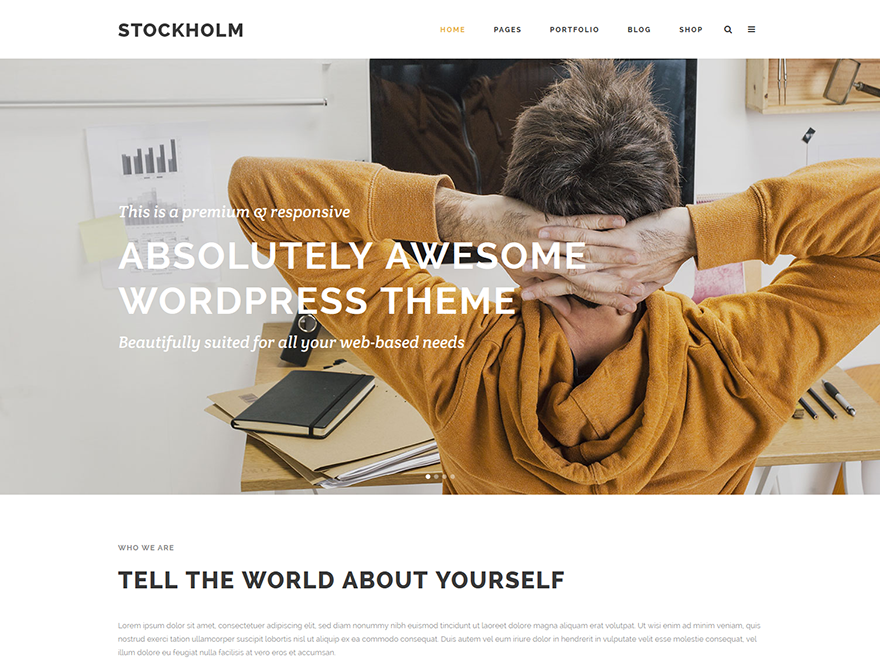 STOCKHOLM
HOME PAGES PORTFOLIO BLOG SHOP
This is a premium & responsive
ABSOLUTELY AWESOME
WORDPRESS THEME
Beautifully suited for all your web-based needs
WHO WE ARE
TELL THE WORLD ABOUT YOURSELF
Lorem ipsum dolor sit amet, consectetuer adipiscing elit, sed diam nonummy nibh euismod tincidunt ut laoreet dolore magna aliquam erat volutpat. Ut wisi enim ad minim veniam, quis
nostrud exerci tation ullamcorper suscipit lobortis nisl ut aliquip ex ea commodo consequat. Duis autem vel eum iriure dolor in hendrerit in vulputate velit esse molestie consequat, vel
illum dolore eu feugiat nulla facilisis at vero eros et accumsan.